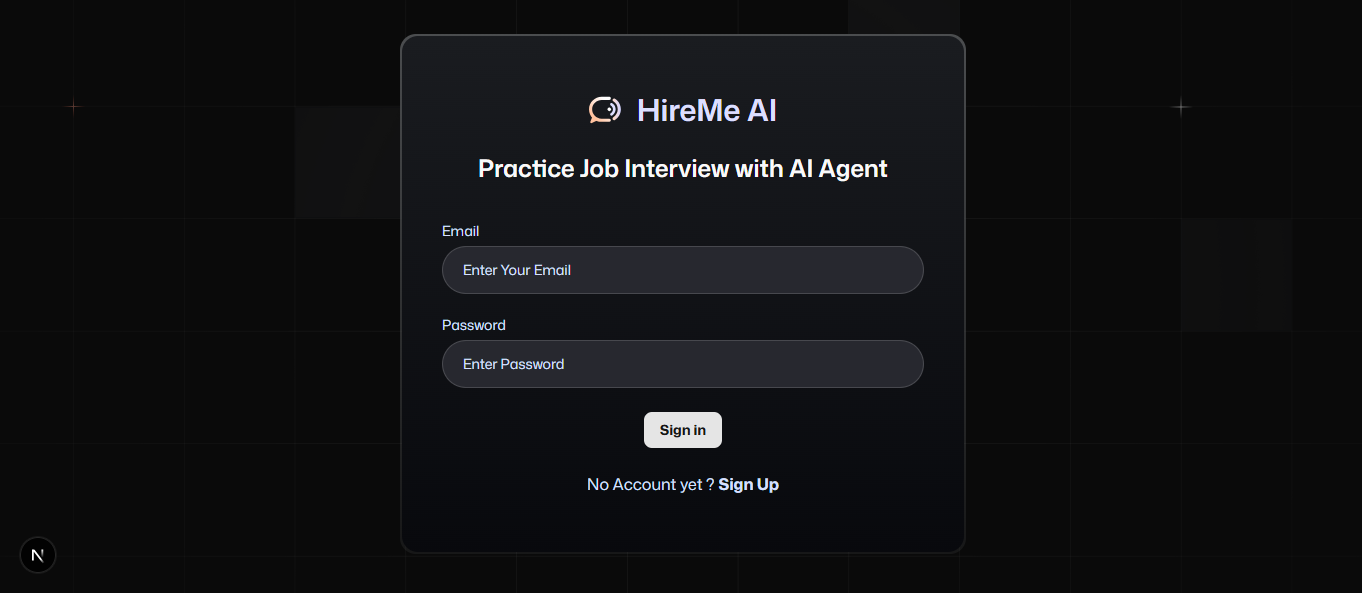 HireMe AI
Practice Job Interview with AI Agent
Email
Enter Your Email
Password
Enter Password
Sign in
No Account yet ? Sign Up
N